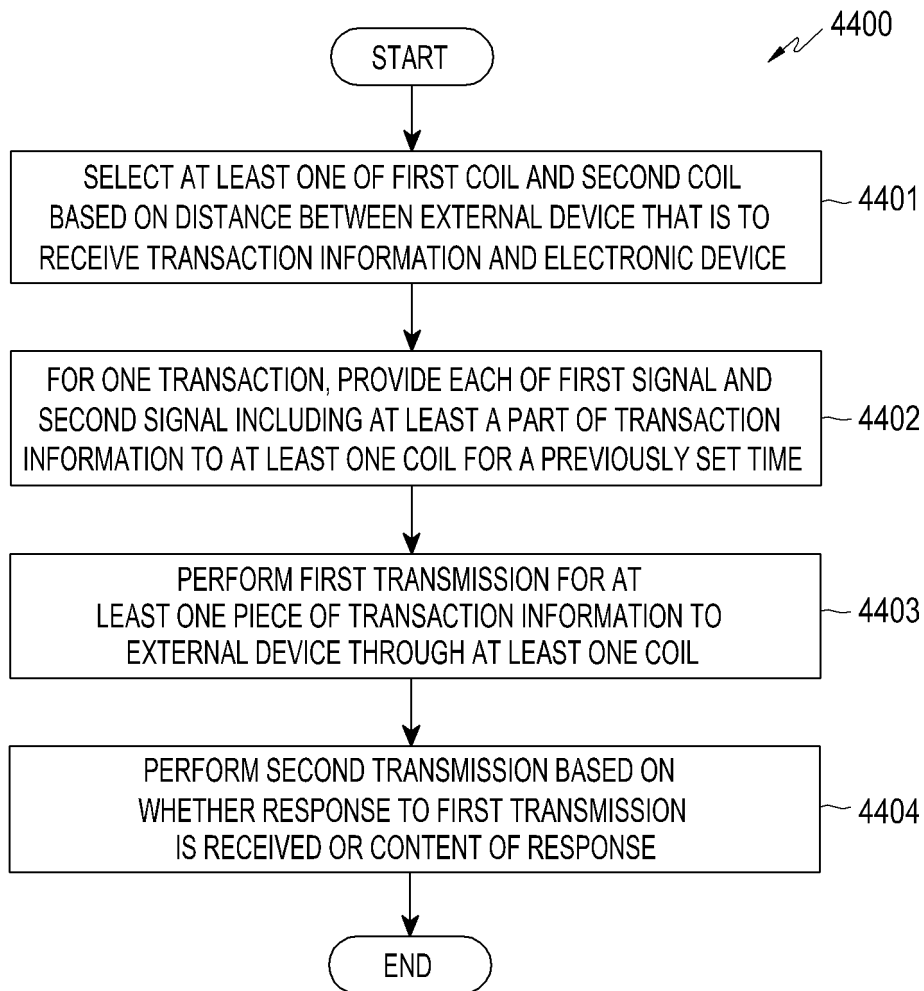 4400
START
SELECT AT LEAST ONE OF FIRST COIL AND SECOND COIL
BASED ON DISTANCE BETWEEN EXTERNAL DEVICE THAT IS TO
RECEIVE TRANSACTION INFORMATION AND ELECTRONIC DEVICE
4401
FOR ONE TRANSACTION, PROVIDE EACH OF FIRST SIGNAL AND
SECOND SIGNAL INCLUDING AT LEAST A PART OF TRANSACTION
INFORMATION TO AT LEAST ONE COIL FOR A PREVIOUSLY SET TIME
4402
PERFORM FIRST TRANSMISSION FOR AT
LEAST ONE PIECE OF TRANSACTION INFORMATION TO
EXTERNAL DEVICE THROUGH AT LEAST ONE COIL
4403
PERFORM SECOND TRANSMISSION BASED ON
WHETHER RESPONSE TO FIRST TRANSMISSION
IS RECEIVED OR CONTENT OF RESPONSE
4404
END